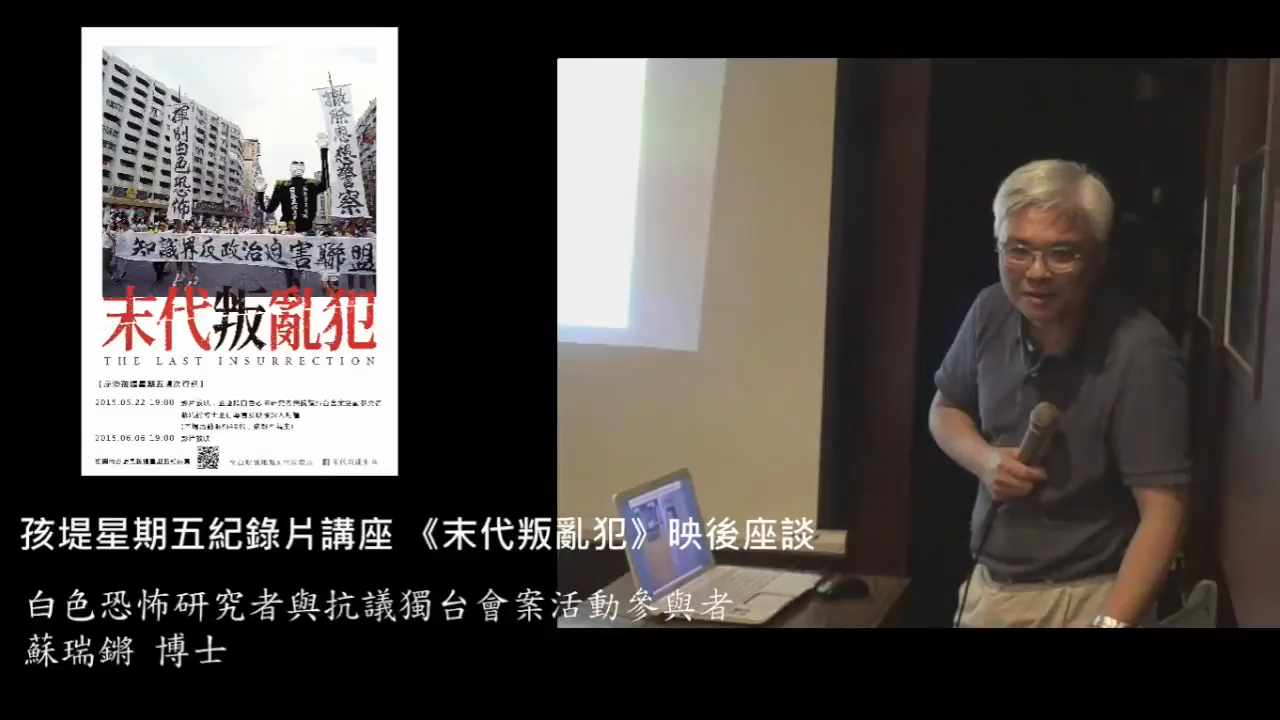 揮別白色恐怖
撤除思想警察
知識界反政治迫害聯盟
末代叛亂犯
THE LAST INSURRECTION
2015.05.22 19:00
2015.06.06 19:00
孩堤星期五紀錄片講座 《末代叛亂犯》映後座談
白色恐怖研究者與抗議獨台會案活動參與者
蘇瑞鏘 博士